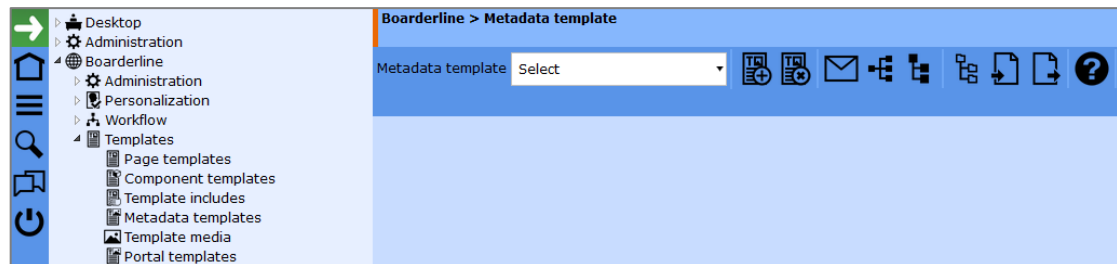 Desktop
Administration
Boarderline
Administration
Personalization
Workflow
Templates
Page templates
Component templates
Template includes
Metadata templates
Template media
Portal templates
Boarderline > Metadata template
Metadata template Select